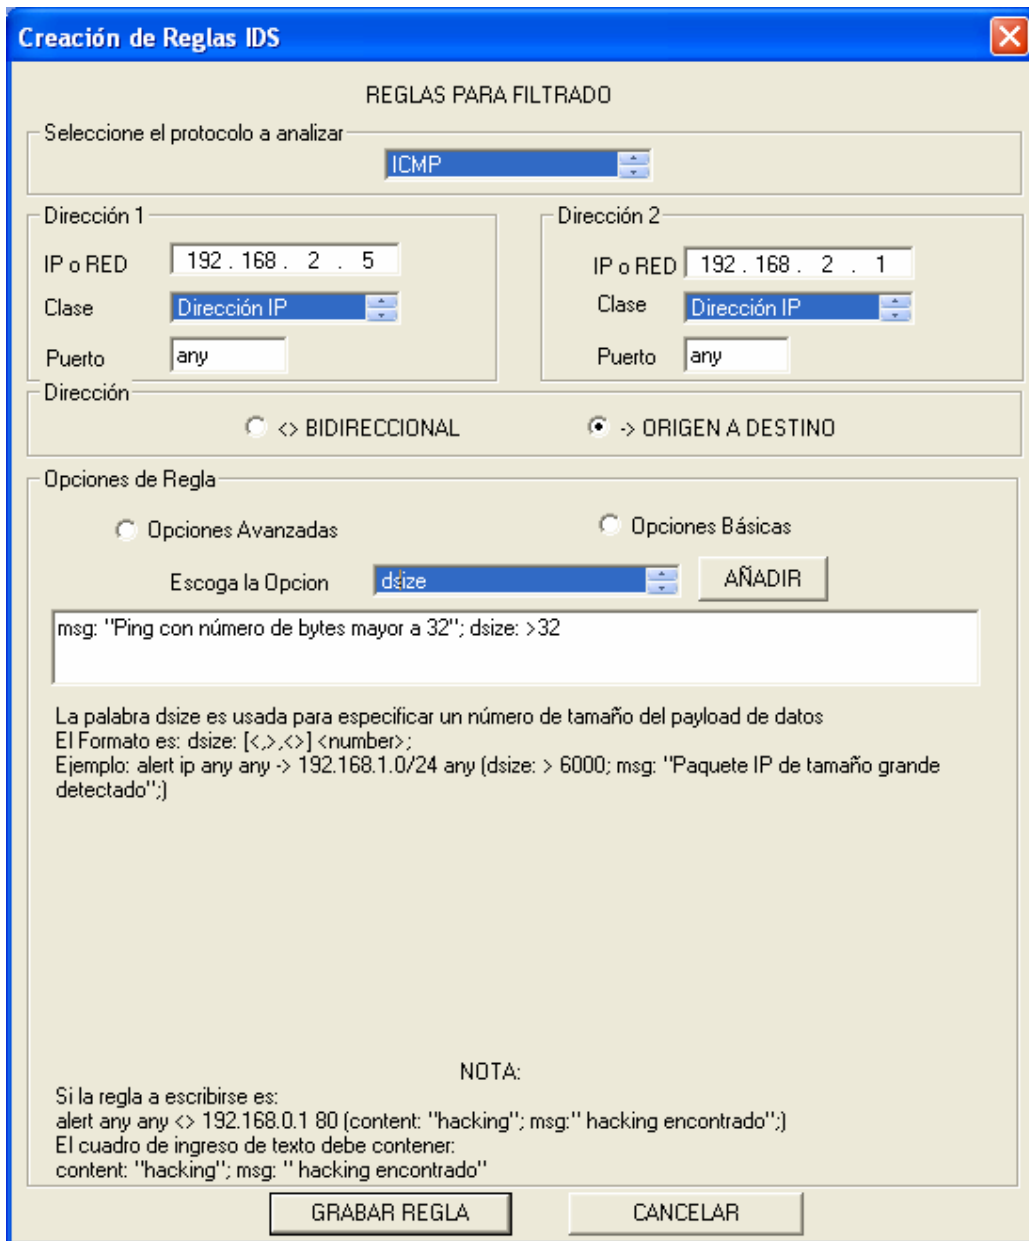 Creación de Reglas IDS
REGLAS PARA FILTRADO
Seleccione el protocolo a analizar
ICMP
Dirección 1
IP o RED 192 . 168 . 2 . 5
Clase Dirección IP
Puerto any
Dirección 2
IP o RED 192 . 168 . 2 . 1
Clase Dirección IP
Puerto any
Dirección
<> BIDIRECCIONAL -> ORIGEN A DESTINO
Opciones de Regla
Opciones Avanzadas Opciones Básicas
Escoga la Opcion dsize AÑADIR
msg: "Ping con número de bytes mayor a 32"; dsize: >32
La palabra dsize es usada para especificar un número de tamaño del payload de datos
El Formato es: dsize: [<,>,<>] <number>;
Ejemplo: alert ip any any -> 192.168.1.0/24 any (dsize: > 6000; msg: "Paquete IP de tamaño grande
detectado";)
NOTA:
Si la regla a escribirse es:
alert any any <> 192.168.0.1 80 (content: "hacking"; msg:" hacking encontrado";)
El cuadro de ingreso de texto debe contener:
content: "hacking"; msg: " hacking encontrado"
GRABAR REGLA CANCELAR